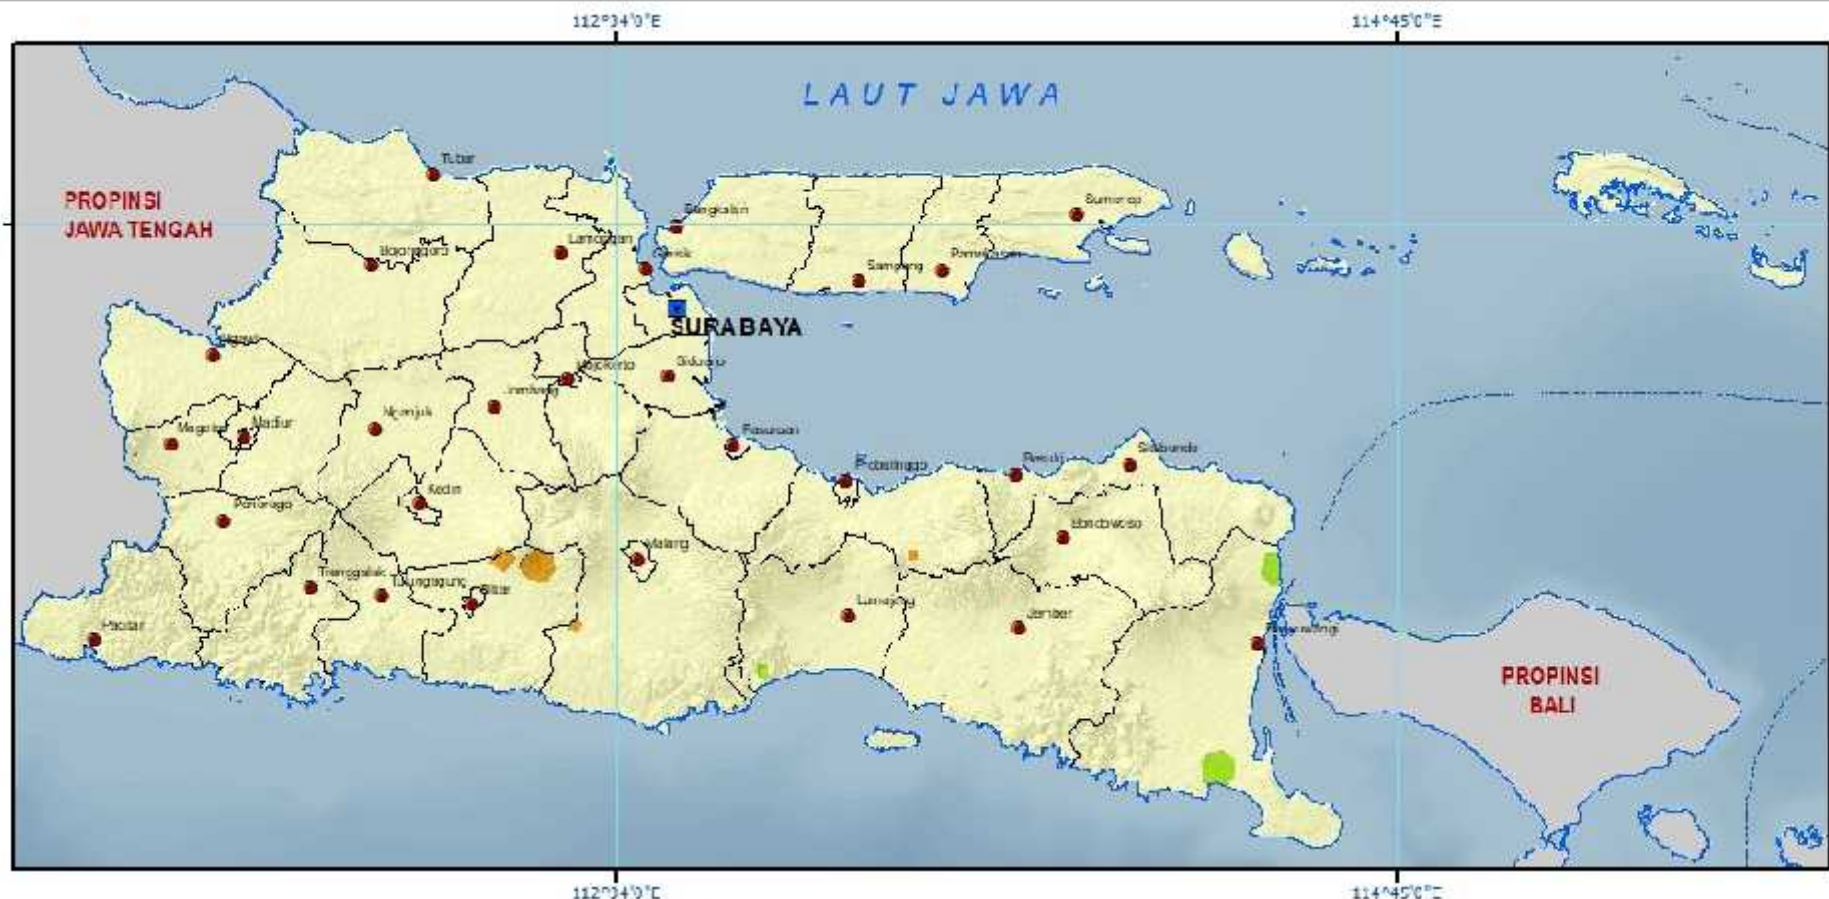 112°34'0"E
114°45'0"E
LAUT JAWA
Tuban
PROPINSI
JAWA TENGAH
Bangkalan
Sumenep
Lamongan
Bojonegoro
Gresik
Sampang
Pamekasan
SURABAYA
Ngawi
Mojokerto
Sidoarjo
Jombang
Nganjuk
Madiun
Magetan
Pasuruan
Situbondo
Probolinggo
Besuki
Kediri
Ponorogo
Bondowoso
Malang
Trenggalek
Tulungagung
Blitar
Lumajang
Jember
Pacitan
Banyuwangi
PROPINSI
BALI
112°34'0"E
114°45'0"E